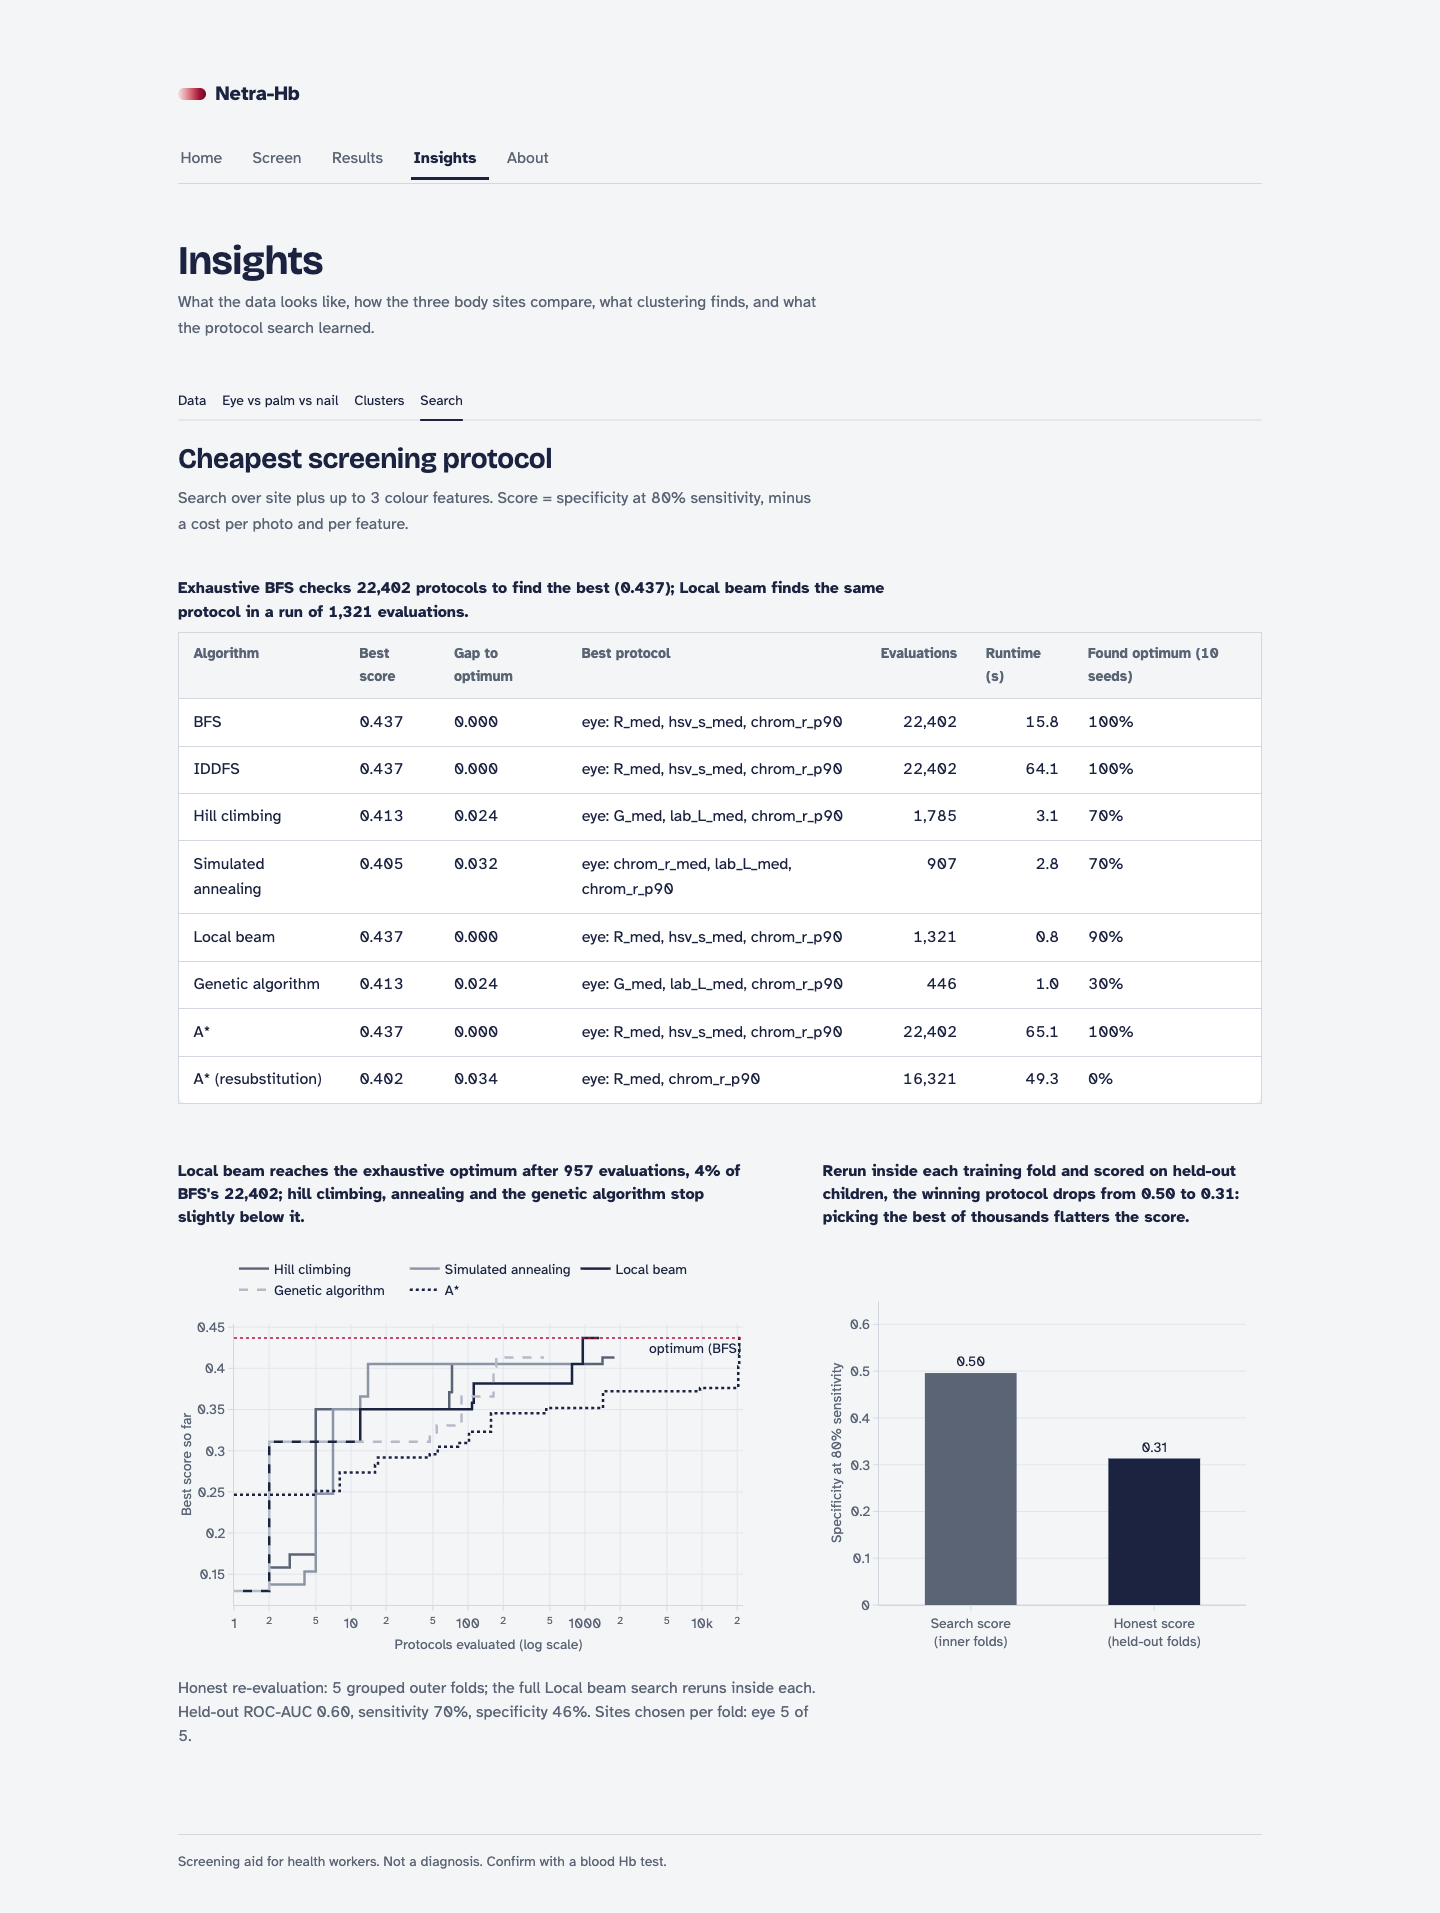 Netra-Hb
Home Screen Results Insights About
Insights
What the data looks like, how the three body sites compare, what clustering finds, and what
the protocol search learned.
Data Eye vs palm vs nail Clusters Search
Cheapest screening protocol
Search over site plus up to 3 colour features. Score = specificity at 80% sensitivity, minus
a cost per photo and per feature.
Exhaustive BFS checks 22,402 protocols to find the best (0.437); Local beam finds the same
protocol in a run of 1,321 evaluations.
Algorithm Best score Gap to optimum Best protocol Evaluations Runtime (s) Found optimum (10 seeds)
BFS 0.437 0.000 eye: R_med, hsv_s_med, chrom_r_p90 22,402 15.8 100%
IDDFS 0.437 0.000 eye: R_med, hsv_s_med, chrom_r_p90 22,402 64.1 100%
Hill climbing 0.413 0.024 eye: G_med, lab_L_med, chrom_r_p90 1,785 3.1 70%
Simulated annealing 0.405 0.032 eye: chrom_r_med, lab_L_med, chrom_r_p90 907 2.8 70%
Local beam 0.437 0.000 eye: R_med, hsv_s_med, chrom_r_p90 1,321 0.8 90%
Genetic algorithm 0.413 0.024 eye: G_med, lab_L_med, chrom_r_p90 446 1.0 30%
A* 0.437 0.000 eye: R_med, hsv_s_med, chrom_r_p90 22,402 65.1 100%
A* (resubstitution) 0.402 0.034 eye: R_med, chrom_r_p90 16,321 49.3 0%
Local beam reaches the exhaustive optimum after 957 evaluations, 4% of
BFS's 22,402; hill climbing, annealing and the genetic algorithm stop
slightly below it.
Hill climbing Simulated annealing Local beam
Genetic algorithm A*
optimum (BFS)
0.45
0.4
0.35
0.3
0.25
0.2
0.15
Best score so far
1 2 5 10 2 5 100 2 5 1000 2 5 10k 2
Protocols evaluated (log scale)
Rerun inside each training fold and scored on held-out
children, the winning protocol drops from 0.50 to 0.31:
picking the best of thousands flatters the score.
0.6
0.5
0.4
0.3
0.2
0.1
0
Specificity at 80% sensitivity
0.50
0.31
Search score
(inner folds)
Honest score
(held-out folds)
Honest re-evaluation: 5 grouped outer folds; the full Local beam search reruns inside each.
Held-out ROC-AUC 0.60, sensitivity 70%, specificity 46%. Sites chosen per fold: eye 5 of
5.
Screening aid for health workers. Not a diagnosis. Confirm with a blood Hb test.